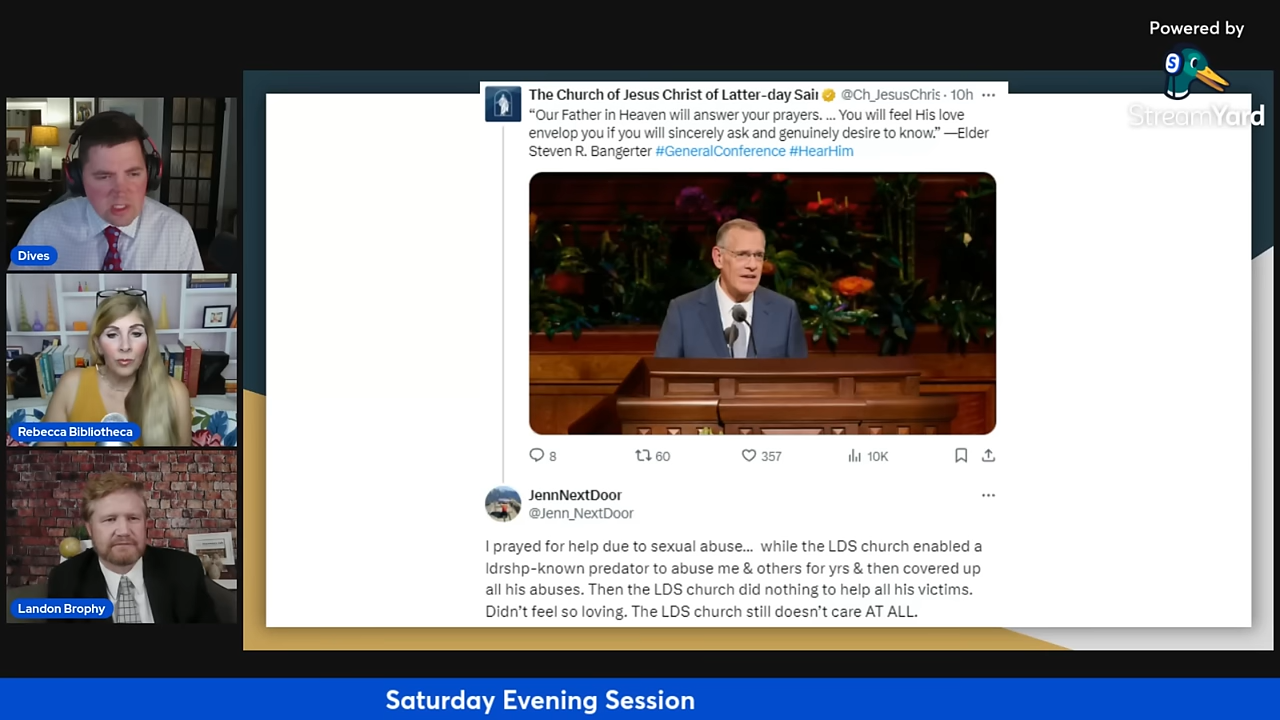 Powered by
StreamYard
The Church of Jesus Christ of Latter-day Sai @Ch_JesusChris · 10h
“Our Father in Heaven will answer your prayers. ... You will feel His love
envelop you if you will sincerely ask and genuinely desire to know.” —Elder
Steven R. Bangerter #GeneralConference #HearHim
8 60 357 10K
JennNextDoor
@Jenn_NextDoor
I prayed for help due to sexual abuse... while the LDS church enabled a
ldrshp-known predator to abuse me & others for yrs & then covered up
all his abuses. Then the LDS church did nothing to help all his victims.
Didn’t feel so loving. The LDS church still doesn’t care AT ALL.
Dives
Rebecca Bibliotheca
Landon Brophy
Saturday Evening Session